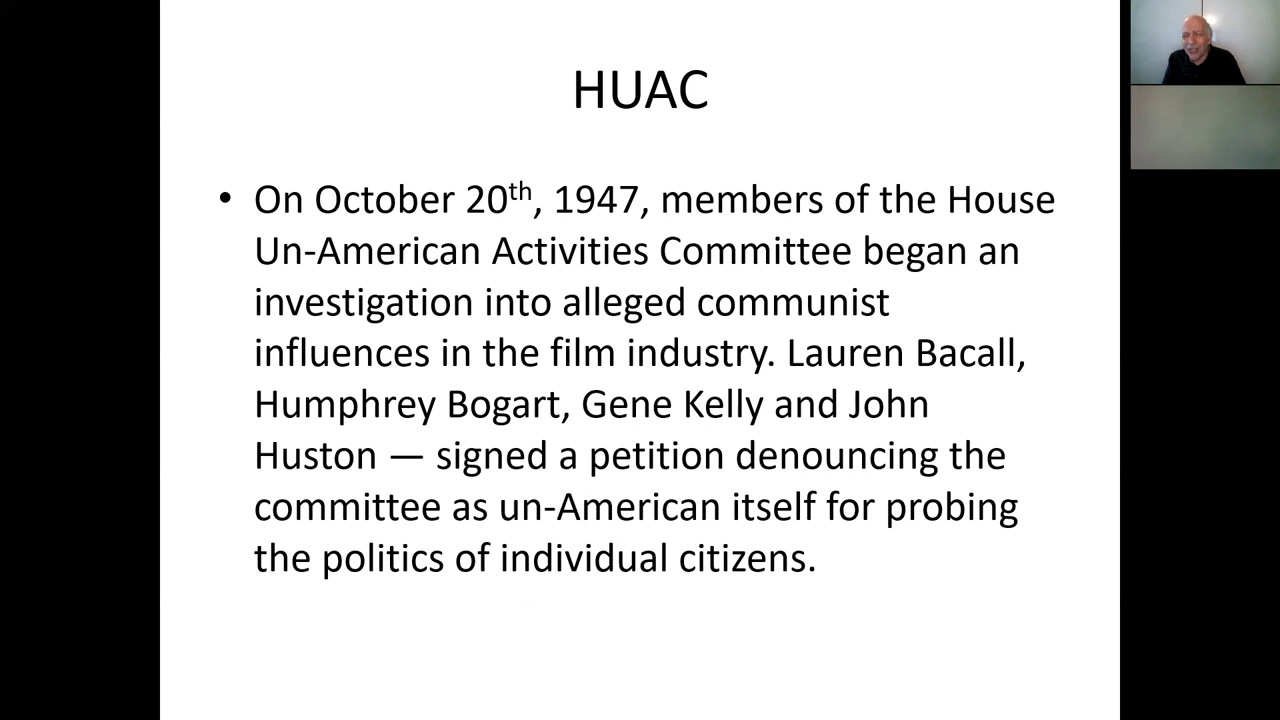 HUAC
• On October 20th, 1947, members of the House
Un-American Activities Committee began an
investigation into alleged communist
influences in the film industry. Lauren Bacall,
Humphrey Bogart, Gene Kelly and John
Huston — signed a petition denouncing the
committee as un-American itself for probing
the politics of individual citizens.